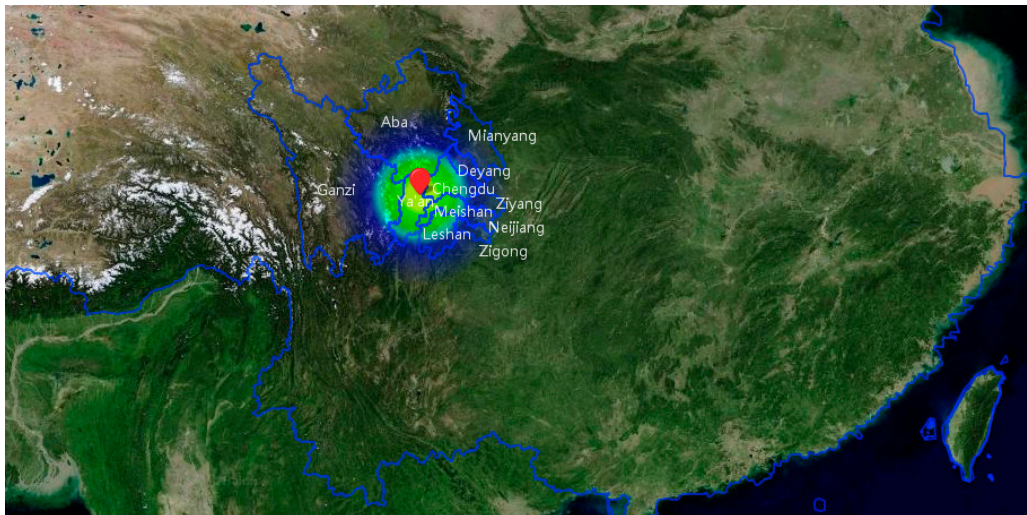 Aba
Mianyang
Deyang
Ganzi
Chengdu
Ya'an
Ziyang
Meishan
Neijiang
Leshan
Zigong